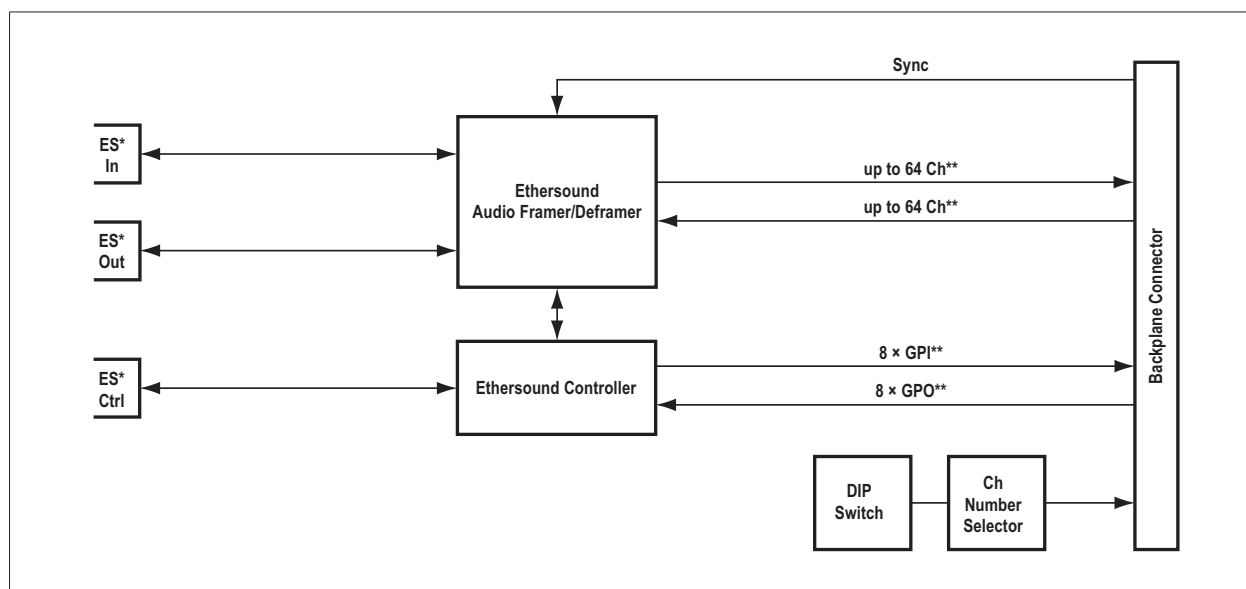 Sync
ES*
In
Ethersound
Audio Framer/Deframer
up to 64 Ch**
up to 64 Ch**
ES*
Out
ES*
Ctrl
Ethersound Controller
8 × GPI**
8 × GPO**
DIP
Switch
Ch
Number
Selector
Backplane Connector